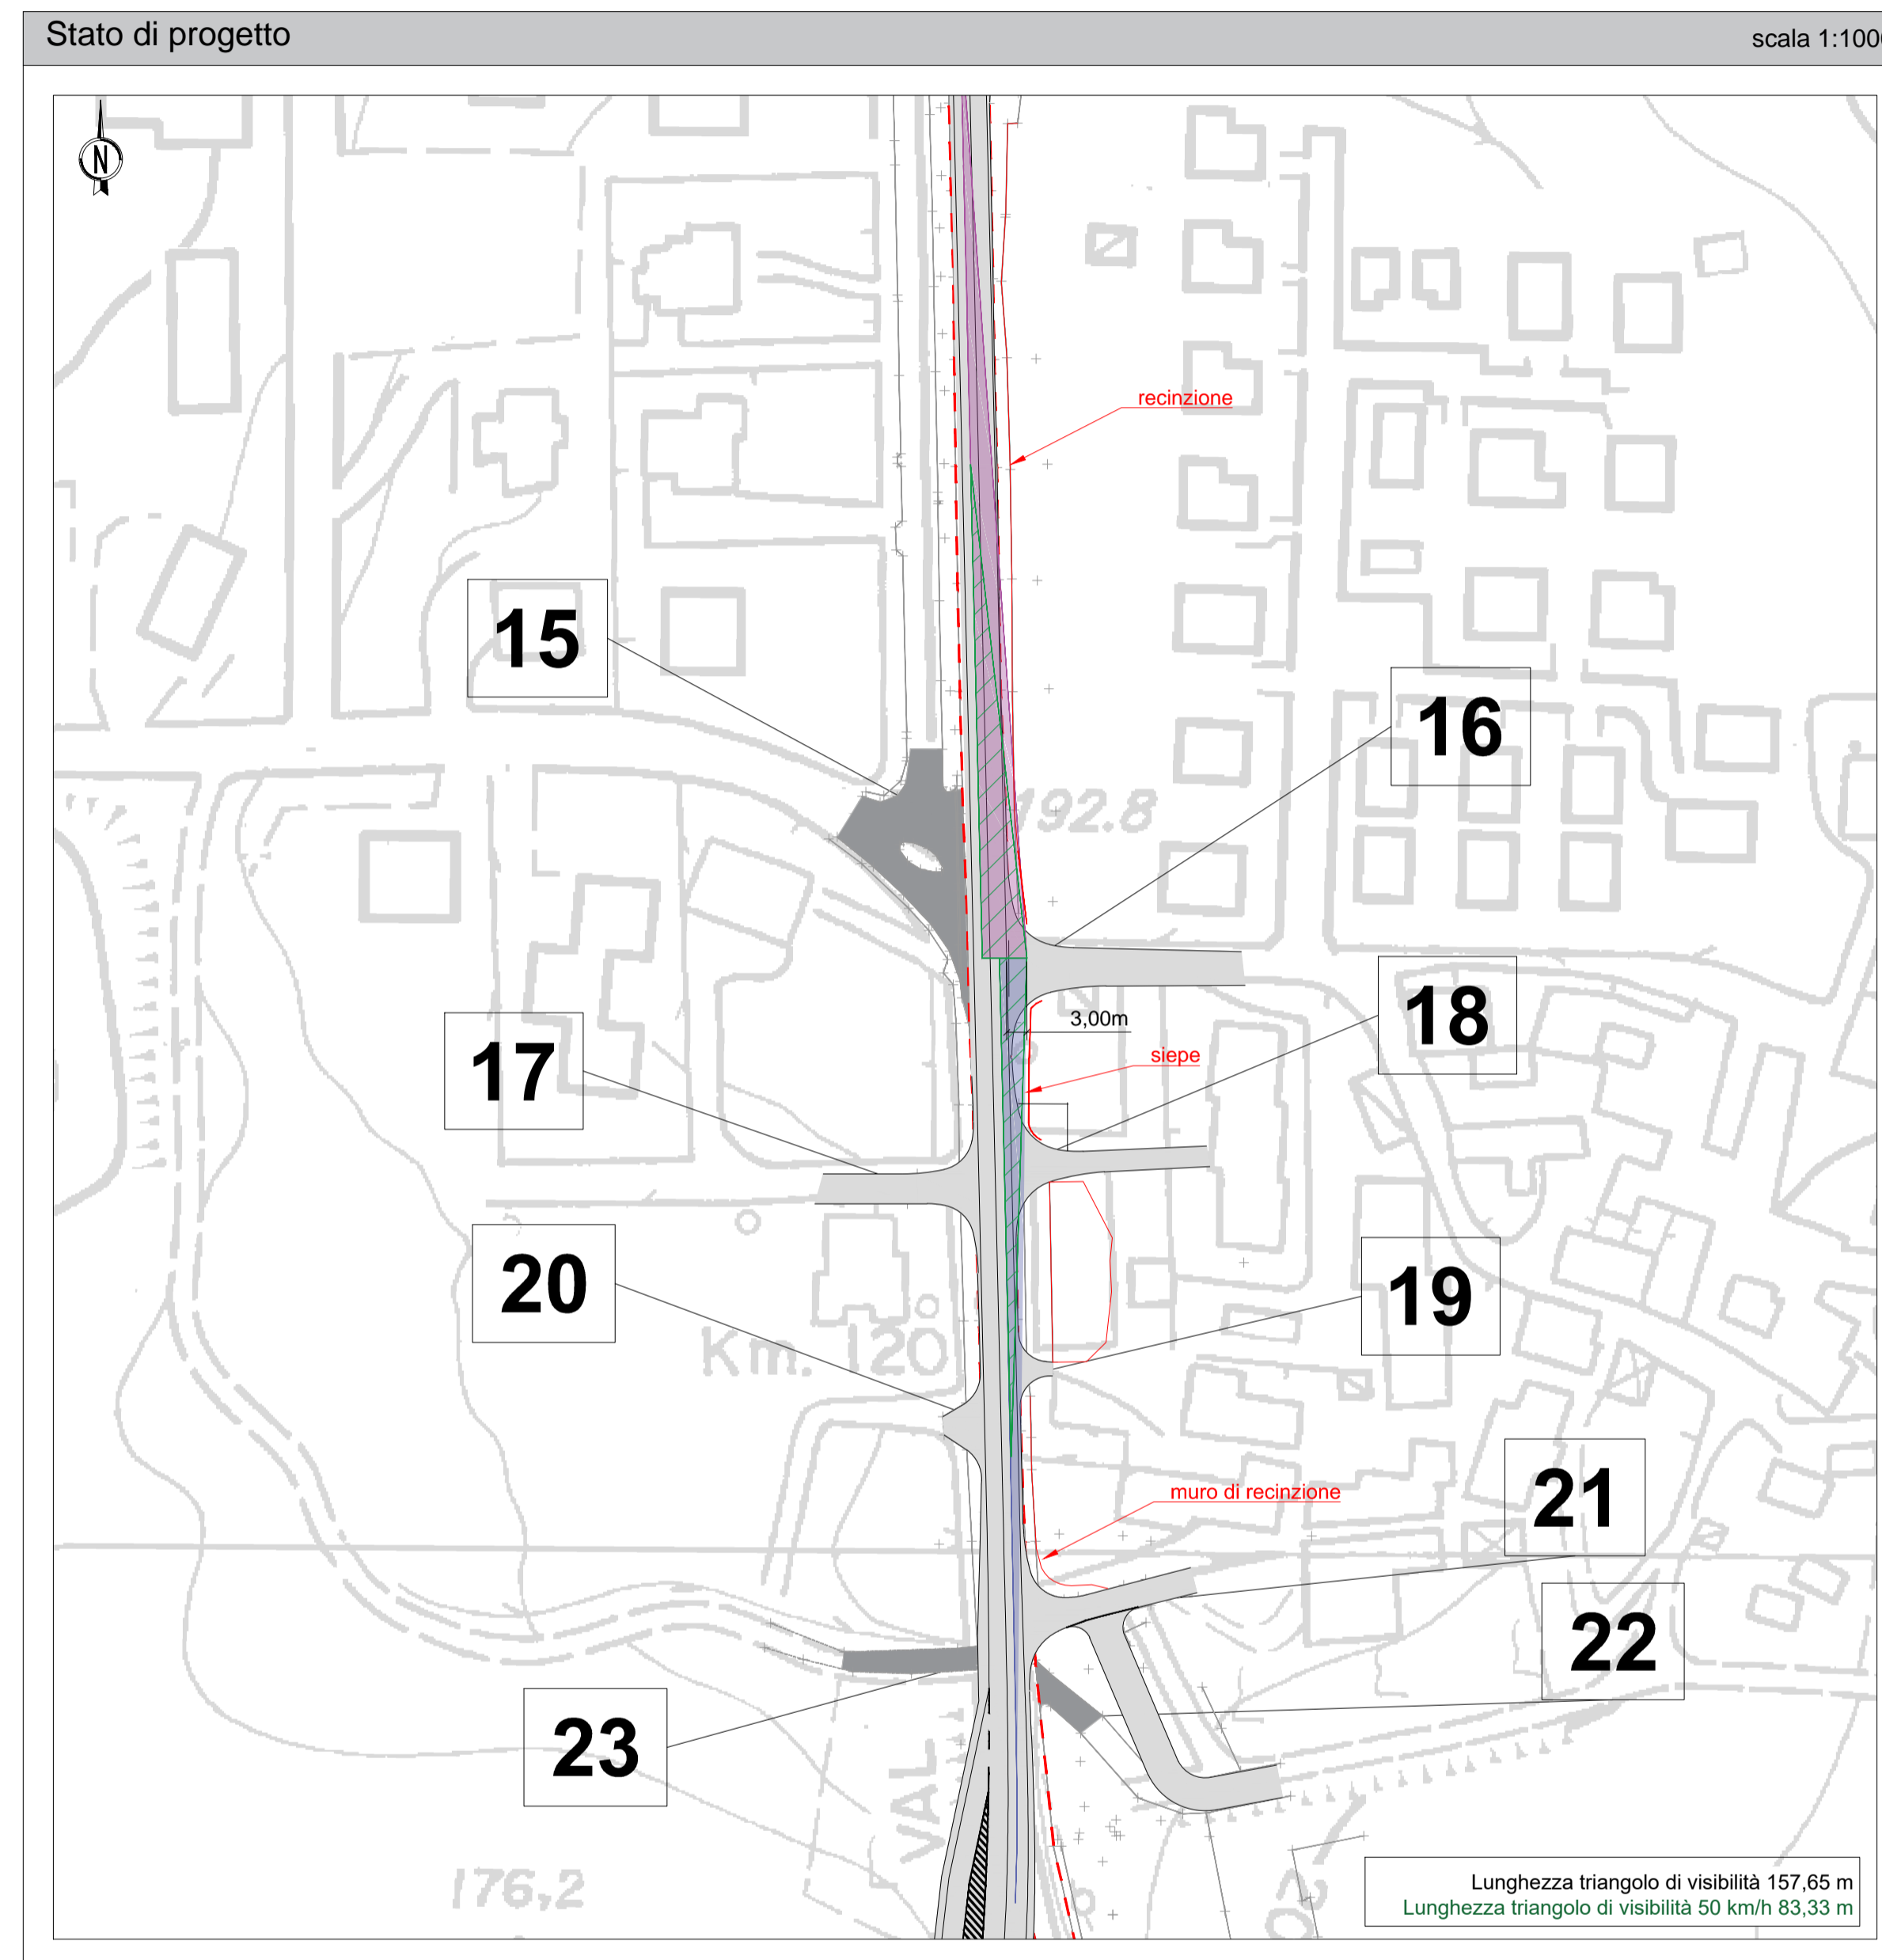 Stato di progetto
scala 1:100
N
recinzione
15
16
192.8
18
3,00m
17
siepe
20
19
Km. 120
21
muro di recinzione
22
23
VAL
176,2
Lunghezza triangolo di visibilità 157,65 m
Lunghezza triangolo di visibilità 50 km/h 83,33 m